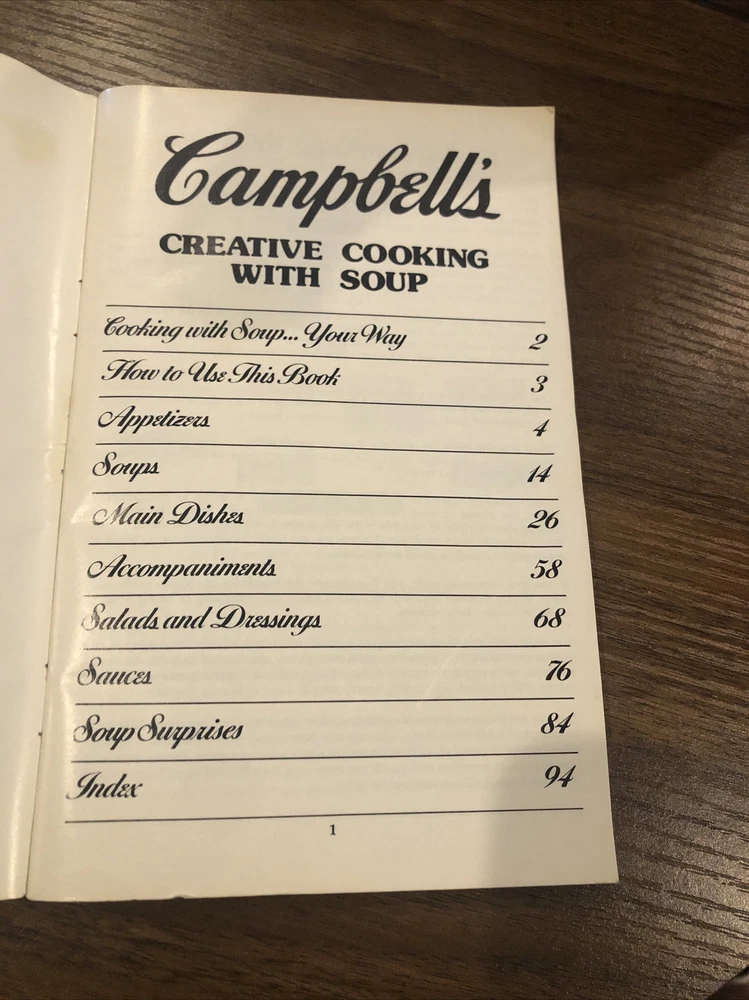 Campbell's
CREATIVE COOKING
WITH SOUP
Cooking with Soup... Your Way 2
How to Use This Book 3
Appetizers 4
Soups 14
Main Dishes 26
Accompaniments 58
Salads and Dressings 68
Sauces 76
Soup Surprises 84
Index 94
1